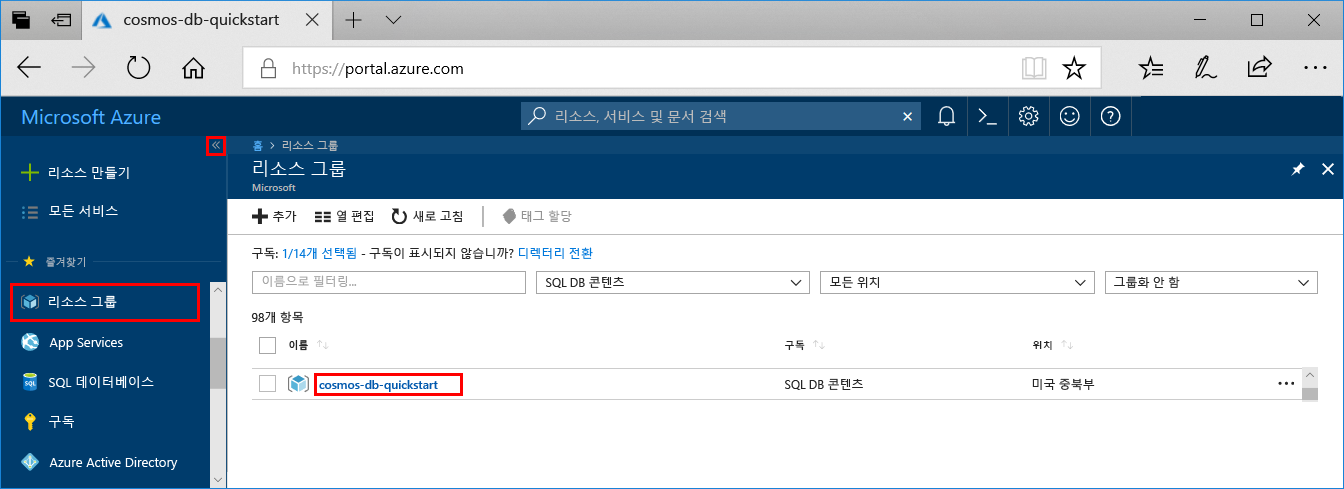 cosmos-db-quickstart
https://portal.azure.com
Microsoft Azure
리소스, 서비스 및 문서 검색
홈 > 리소스 그룹
리소스 그룹
Microsoft
리소스 만들기
모든 서비스
즐겨찾기
리소스 그룹
App Services
SQL 데이터베이스
구독
Azure Active Directory
추가 열 편집 새로 고침 태그 할당
구독: 1/14개 선택됨 - 구독이 표시되지 않습니까? 디렉터리 전환
이름으로 필터링... SQL DB 콘텐츠 모든 위치 그룹화 안 함
98개 항목
이름 구독 위치
cosmos-db-quickstart SQL DB 콘텐츠 미국 중북부